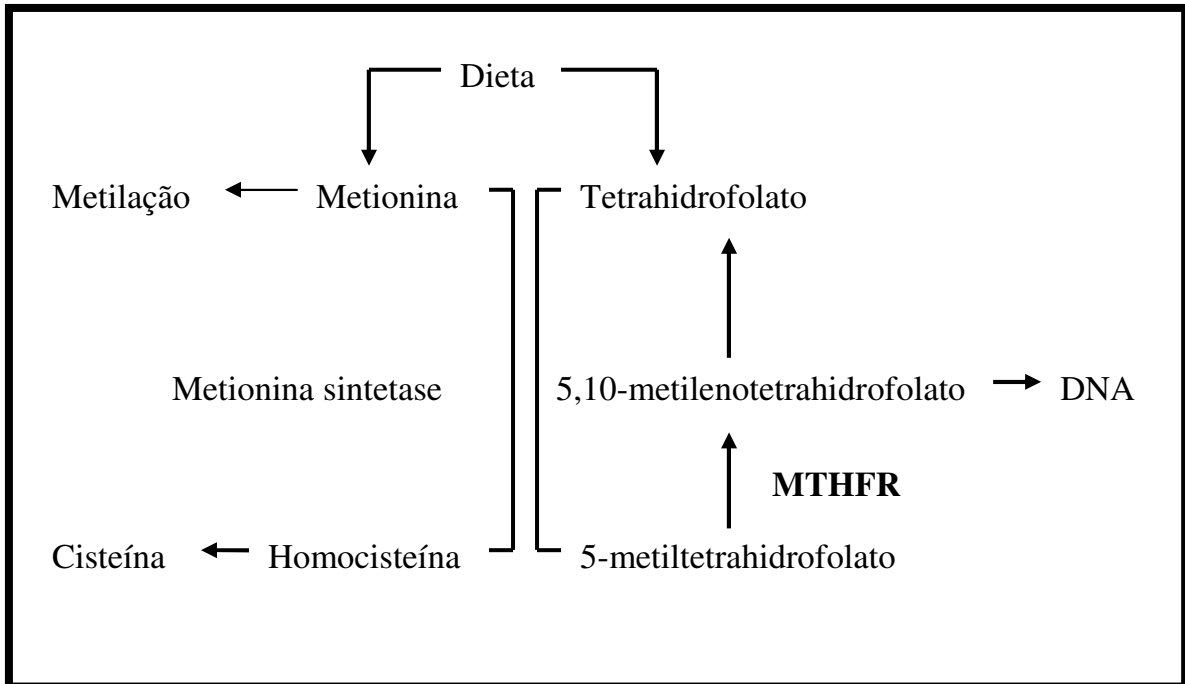 Dieta
Metilação Metionina Tetrahidrofolato
Metionina sintetase 5,10-metilenotetrahidrofolato DNA
MTHFR
Cisteína Homocisteína 5-metiltetrahidrofolato